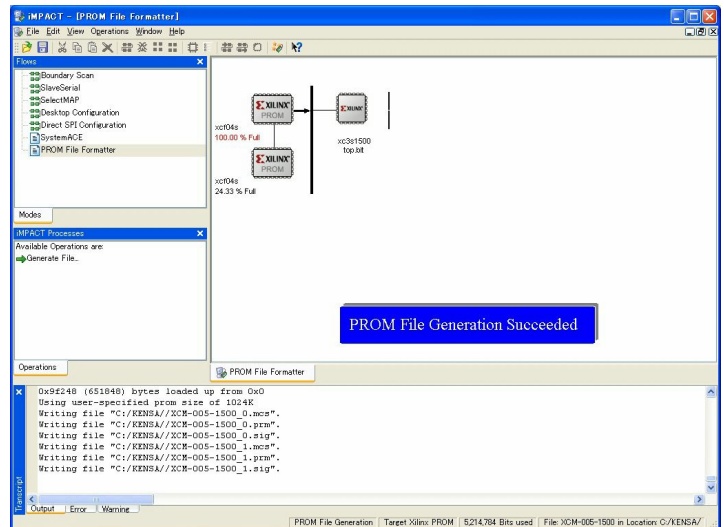 iMPACT - [PROM File Formatter]
File Edit View Operations Window Help
Flows
Boundary Scan
SlaveSerial
SelectMAP
Desktop Configuration
Direct SPI Configuration
SystemACE
PROM File Formatter
Modes
iMPACT Processes
Available Operations are:
Generate File...
Operations
XILINX
PROM
xcf04s
100.00 % Full
XILINX
PROM
xcf04s
24.33 % Full
XILINX
xc3s1500
top.bit
PROM File Generation Succeeded
PROM File Formatter
0x9f248 (651848) bytes loaded up from 0x0
Using user-specified prom size of 1024K
Writing file "C:/KENSA//XCM-005-1500_0.mcs".
Writing file "C:/KENSA//XCM-005-1500_0.prm".
Writing file "C:/KENSA//XCM-005-1500_0.sig".
Writing file "C:/KENSA//XCM-005-1500_1.mcs".
Writing file "C:/KENSA//XCM-005-1500_1.prm".
Writing file "C:/KENSA//XCM-005-1500_1.sig".
Transcript
Output Error Warning
PROM File Generation Target Xilinx PROM 5,214,784 Bits used File: XCM-005-1500 in Location: C:/KENSA/